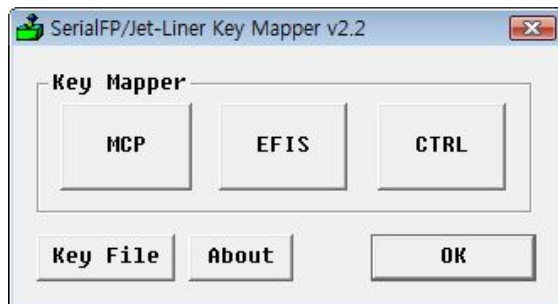 SerialFP/Jet-Liner Key Mapper v2.2
Key Mapper
MCP EFIS CTRL
Key File About OK